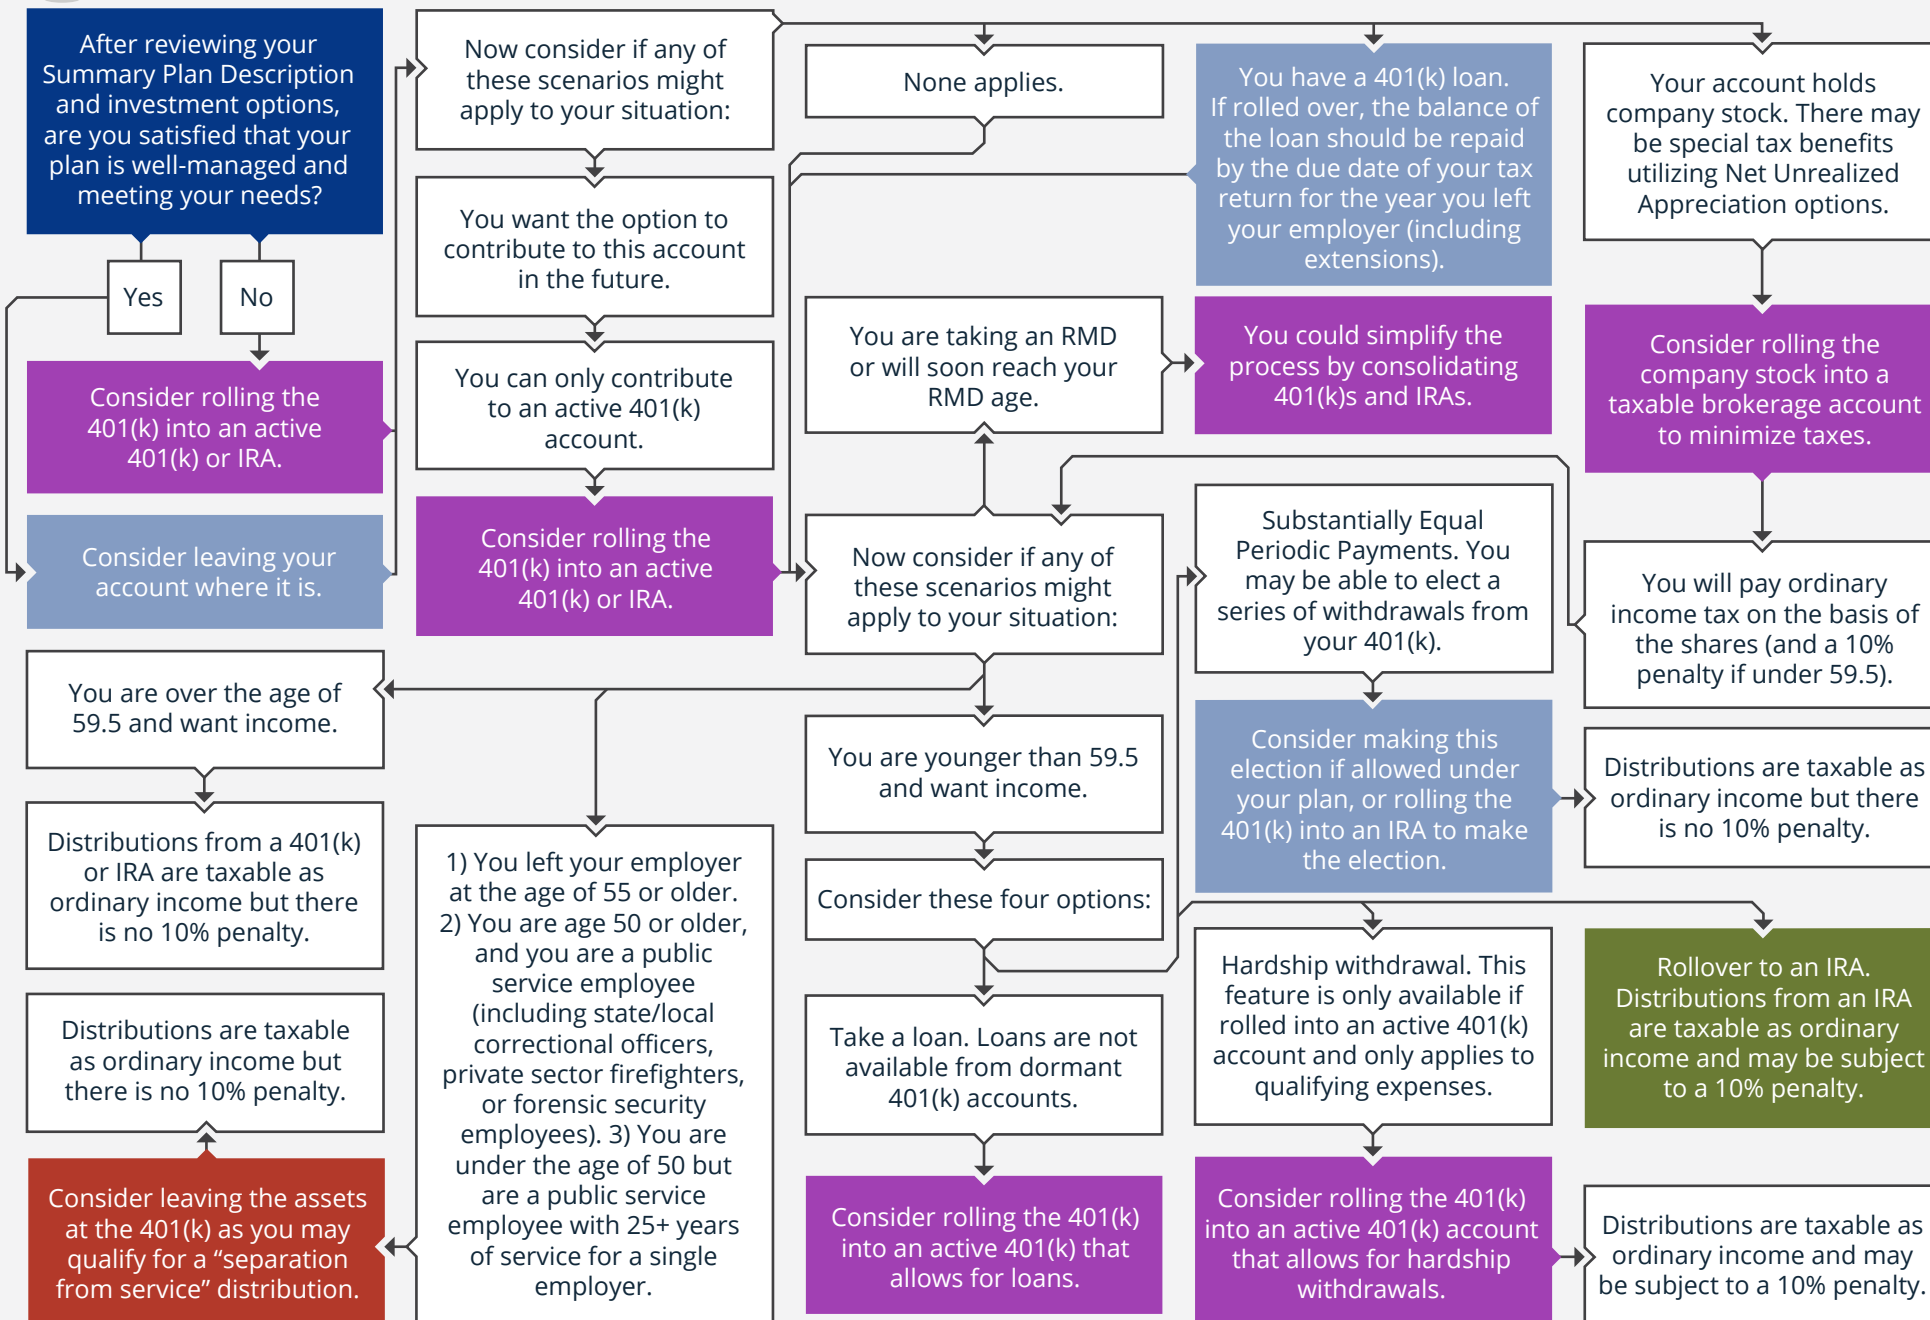 After reviewing your
Summary Plan Description
and investment options,
are you satisfied that your
plan is well-managed and
meeting your needs?
Yes
No
Consider rolling the
401(k) into an active
401(k) or IRA.
Consider leaving your
account where it is.
Now consider if any of
these scenarios might
apply to your situation:
You want the option to
contribute to this account
in the future.
You can only contribute
to an active 401(k)
account.
Consider rolling the
401(k) into an active
401(k) or IRA.
None applies.
You have a 401(k) loan.
If rolled over, the balance of
the loan should be repaid
by the due date of your tax
return for the year you left
your employer (including
extensions).
Your account holds
company stock. There may
be special tax benefits
utilizing Net Unrealized
Appreciation options.
Consider rolling the
company stock into a
taxable brokerage account
to minimize taxes.
You will pay ordinary
income tax on the basis of
the shares (and a 10%
penalty if under 59.5).
Now consider if any of
these scenarios might
apply to your situation:
You are taking an RMD
or will soon reach your
RMD age.
You could simplify the
process by consolidating
401(k)s and IRAs.
You are over the age of
59.5 and want income.
Distributions from a 401(k)
or IRA are taxable as
ordinary income but there
is no 10% penalty.
1) You left your employer
at the age of 55 or older.
2) You are age 50 or older,
and you are a public
service employee
(including state/local
correctional officers,
private sector firefighters,
or forensic security
employees). 3) You are
under the age of 50 but
are a public service
employee with 25+ years
of service for a single
employer.
Consider leaving the assets
at the 401(k) as you may
qualify for a “separation
from service” distribution.
Distributions are taxable
as ordinary income but
there is no 10% penalty.
You are younger than 59.5
and want income.
Consider these four options:
Take a loan. Loans are not
available from dormant
401(k) accounts.
Consider rolling the 401(k)
into an active 401(k) that
allows for loans.
Substantially Equal
Periodic Payments. You
may be able to elect a
series of withdrawals from
your 401(k).
Consider making this
election if allowed under
your plan, or rolling the
401(k) into an IRA to make
the election.
Distributions are taxable as
ordinary income but there
is no 10% penalty.
Hardship withdrawal. This
feature is only available if
rolled into an active 401(k)
account and only applies to
qualifying expenses.
Consider rolling the 401(k)
into an active 401(k) account
that allows for hardship
withdrawals.
Distributions are taxable as
ordinary income and may
be subject to a 10% penalty.
Rollover to an IRA.
Distributions from an IRA
are taxable as ordinary
income and may be subject
to a 10% penalty.